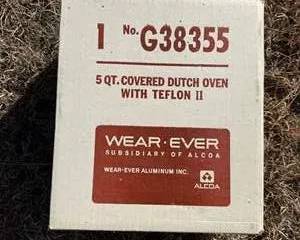 1 No. G38355
5 QT. COVERED DUTCH OVEN
WITH TEFLON II
WEAR·EVER
SUBSIDIARY OF ALCOA
WEAR-EVER ALUMINUM INC.
ALCOA